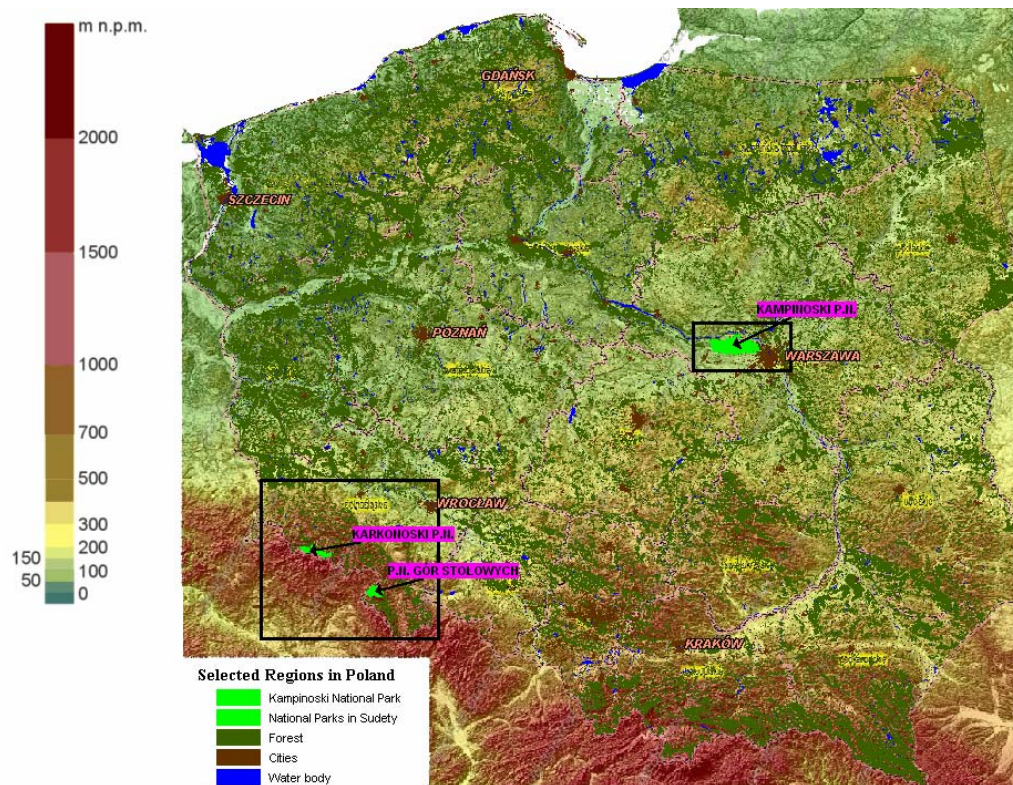 m n.p.m.
2000
1500
1000
700
500
300
200
150
100
50
0
GDAŃSK
SZCZECIN
KAMPINOSKI P.N.
POZNAŃ
WARSZAWA
WROCŁAW
KARKONOSKI P.N.
P.N. GÓR STOŁOWYCH
KRAKÓW
Selected Regions in Poland
Kampinoski National Park
National Parks in Sudety
Forest
Cities
Water body